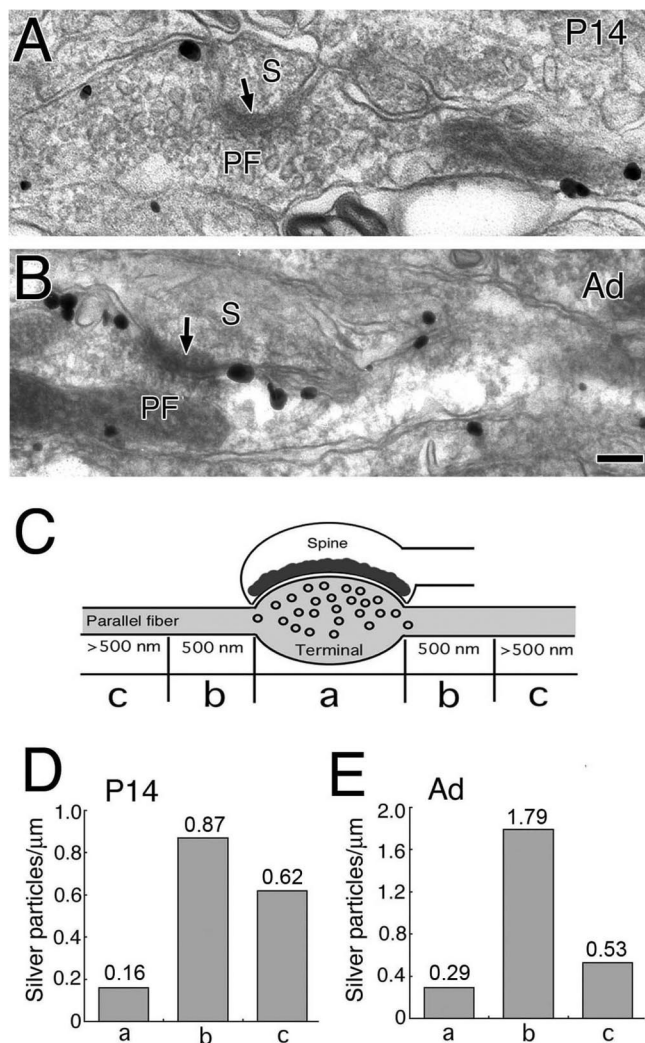 A
P14
S
PF
B
Ad
S
PF
C
Spine
Parallel fiber
Terminal
>500 nm
500 nm
500 nm
>500 nm
c
b
a
b
c
D
P14
Silver particles/μm
1.0
0.8
0.6
0.4
0.2
0
0.16
0.87
0.62
a
b
c
E
Ad
Silver particles/μm
2.0
1.6
1.2
0.8
0.4
0
0.29
1.79
0.53
a
b
c